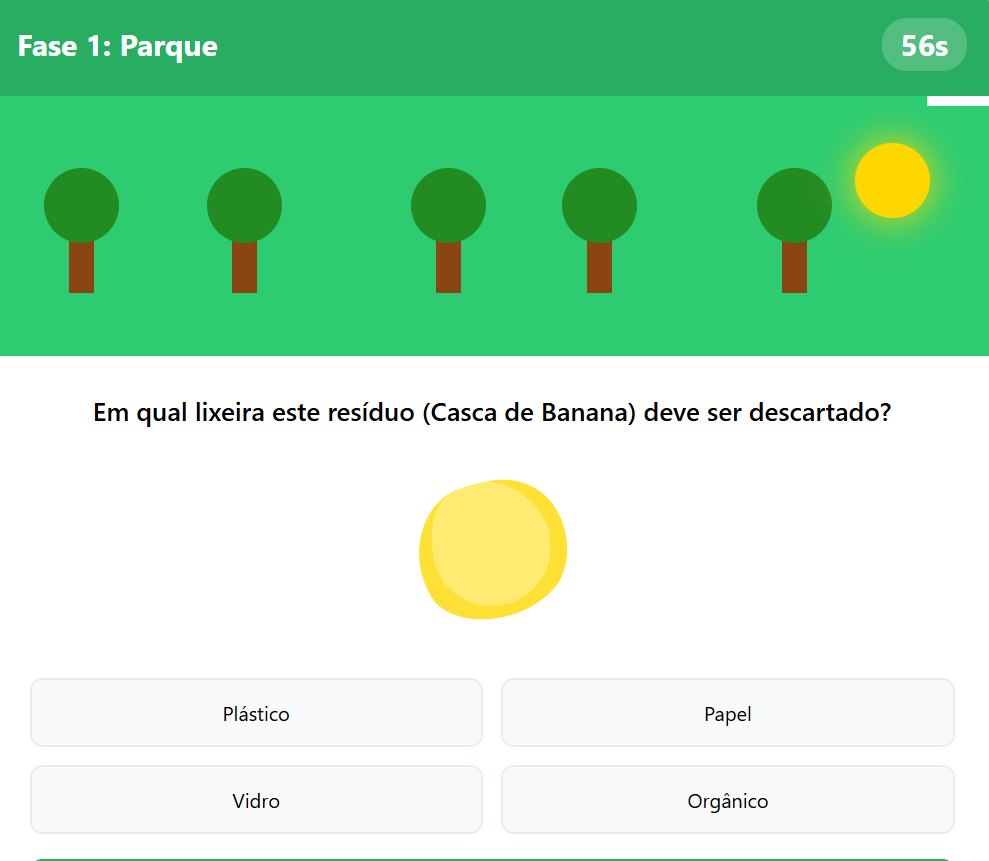 Fase 1: Parque
56s
Em qual lixeira este resíduo (Casca de Banana) deve ser descartado?
Plástico
Papel
Vidro
Orgânico